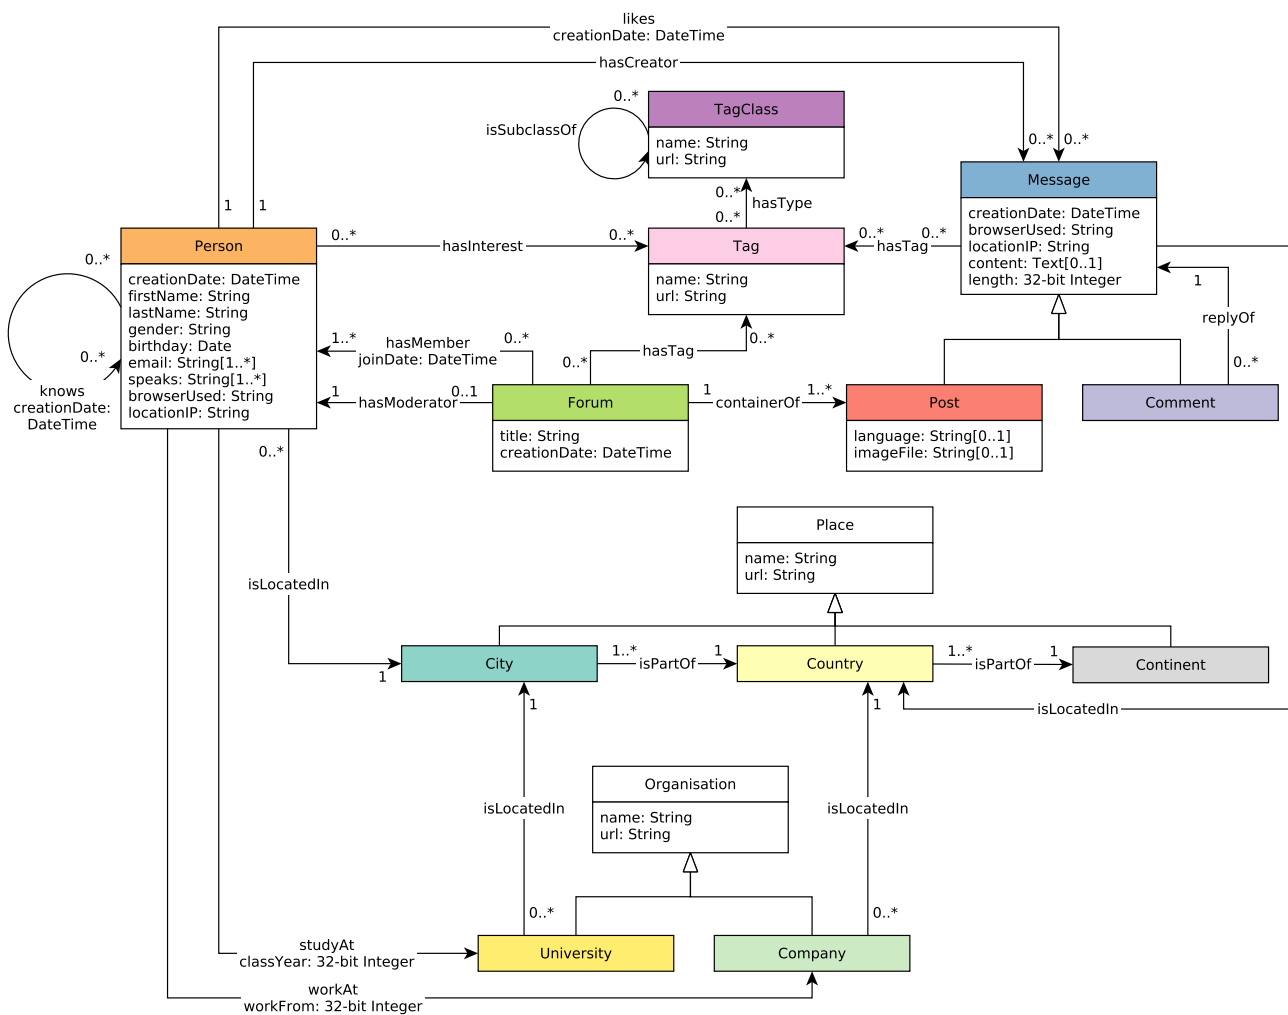 likes
creationDate: DateTime
hasCreator
0..*
TagClass
isSubclassOf
name: String
url: String
0..*
0..*
Message
0..*
hasType
0..*
1
1
creationDate: DateTime
browserUsed: String
locationIP: String
content: Text[0..1]
length: 32-bit Integer
Person
0..*
hasInterest
0..*
Tag
0..*
hasTag
0..*
name: String
url: String
0..*
creationDate: DateTime
firstName: String
lastName: String
gender: String
birthday: Date
email: String[1..*]
speaks: String[1..*]
browserUsed: String
locationIP: String
1
replyOf
0..*
0..*
knows
creationDate:
DateTime
1..*
hasMember
joinDate: DateTime
0..*
0..*
hasTag
0..*
1
hasModerator
0..1
Forum
1
containerOf
1..*
Post
Comment
title: String
creationDate: DateTime
language: String[0..1]
imageFile: String[0..1]
0..*
Place
name: String
url: String
isLocatedIn
1
City
1..*
isPartOf
1
Country
1..*
isPartOf
1
Continent
1
1
isLocatedIn
Organisation
name: String
url: String
isLocatedIn
isLocatedIn
0..*
0..*
studyAt
classYear: 32-bit Integer
University
Company
workAt
workFrom: 32-bit Integer